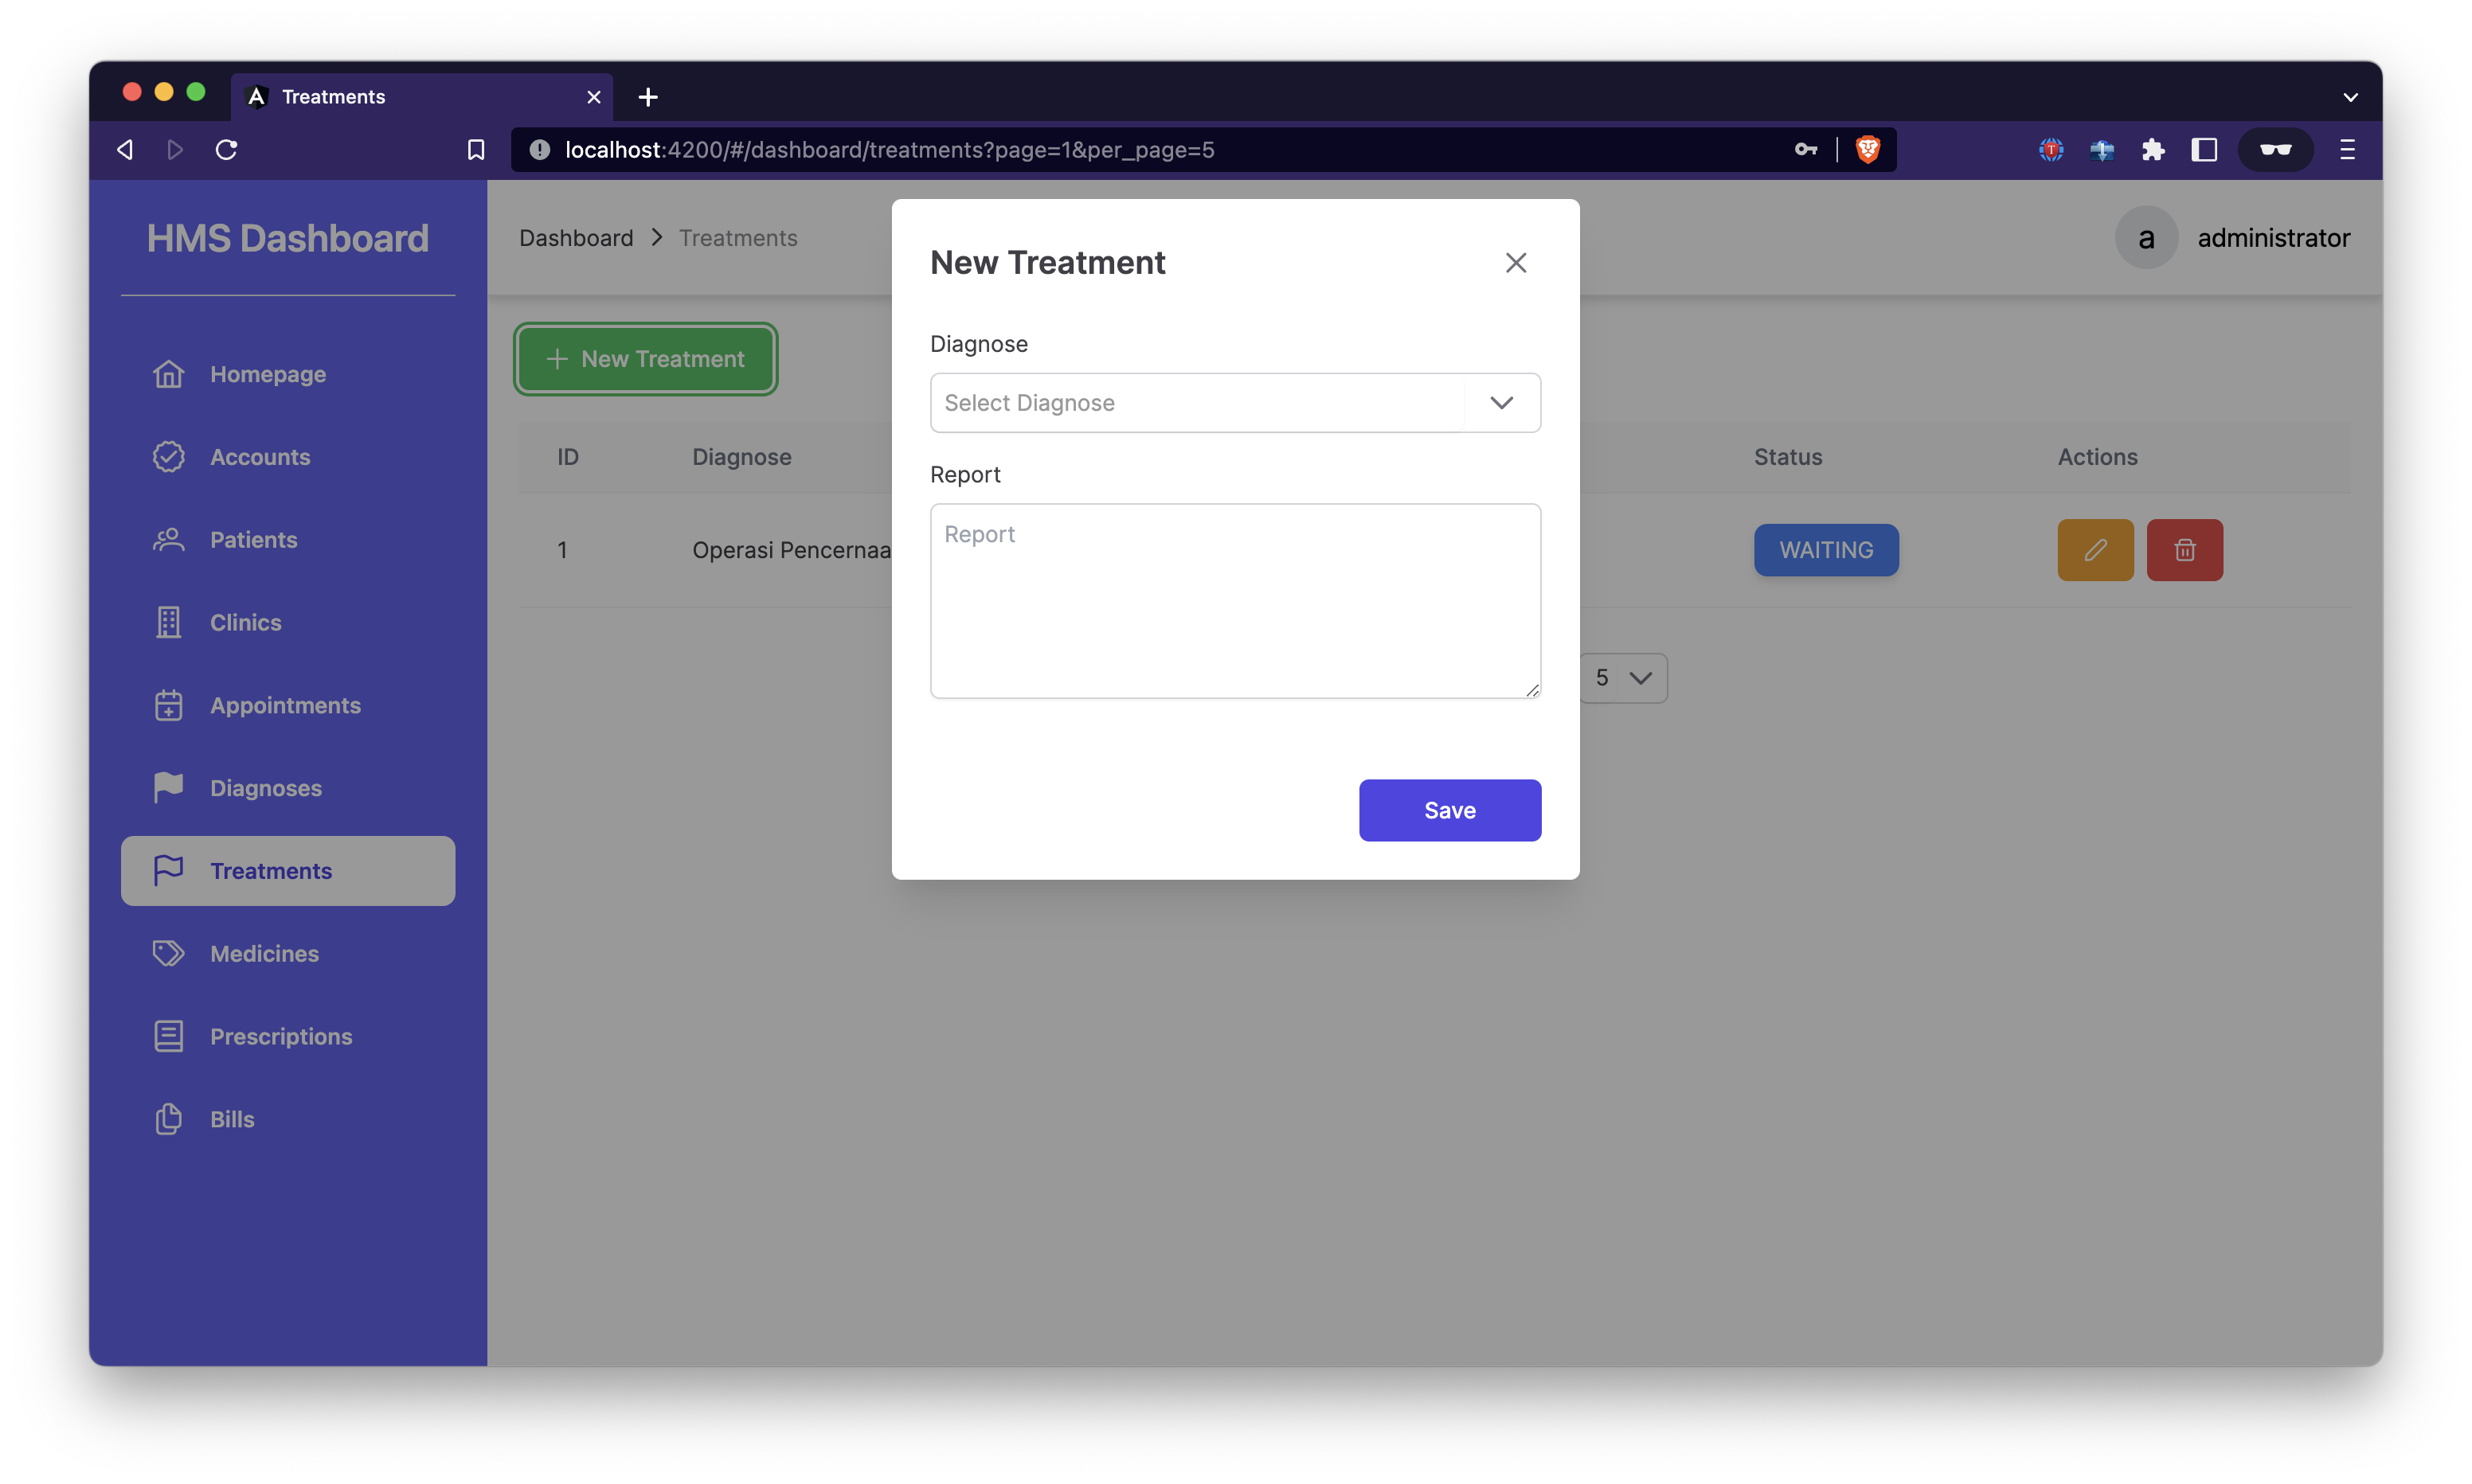 Treatments
localhost:4200/#/dashboard/treatments?page=1&per_page=5
HMS Dashboard
Homepage
Accounts
Patients
Clinics
Appointments
Diagnoses
Treatments
Medicines
Prescriptions
Bills
Dashboard > Treatments
a administrator
+ New Treatment
ID Diagnose Status Actions
1 Operasi Pencernaa WAITING
5
New Treatment
Diagnose
Select Diagnose
Report
Report
Save